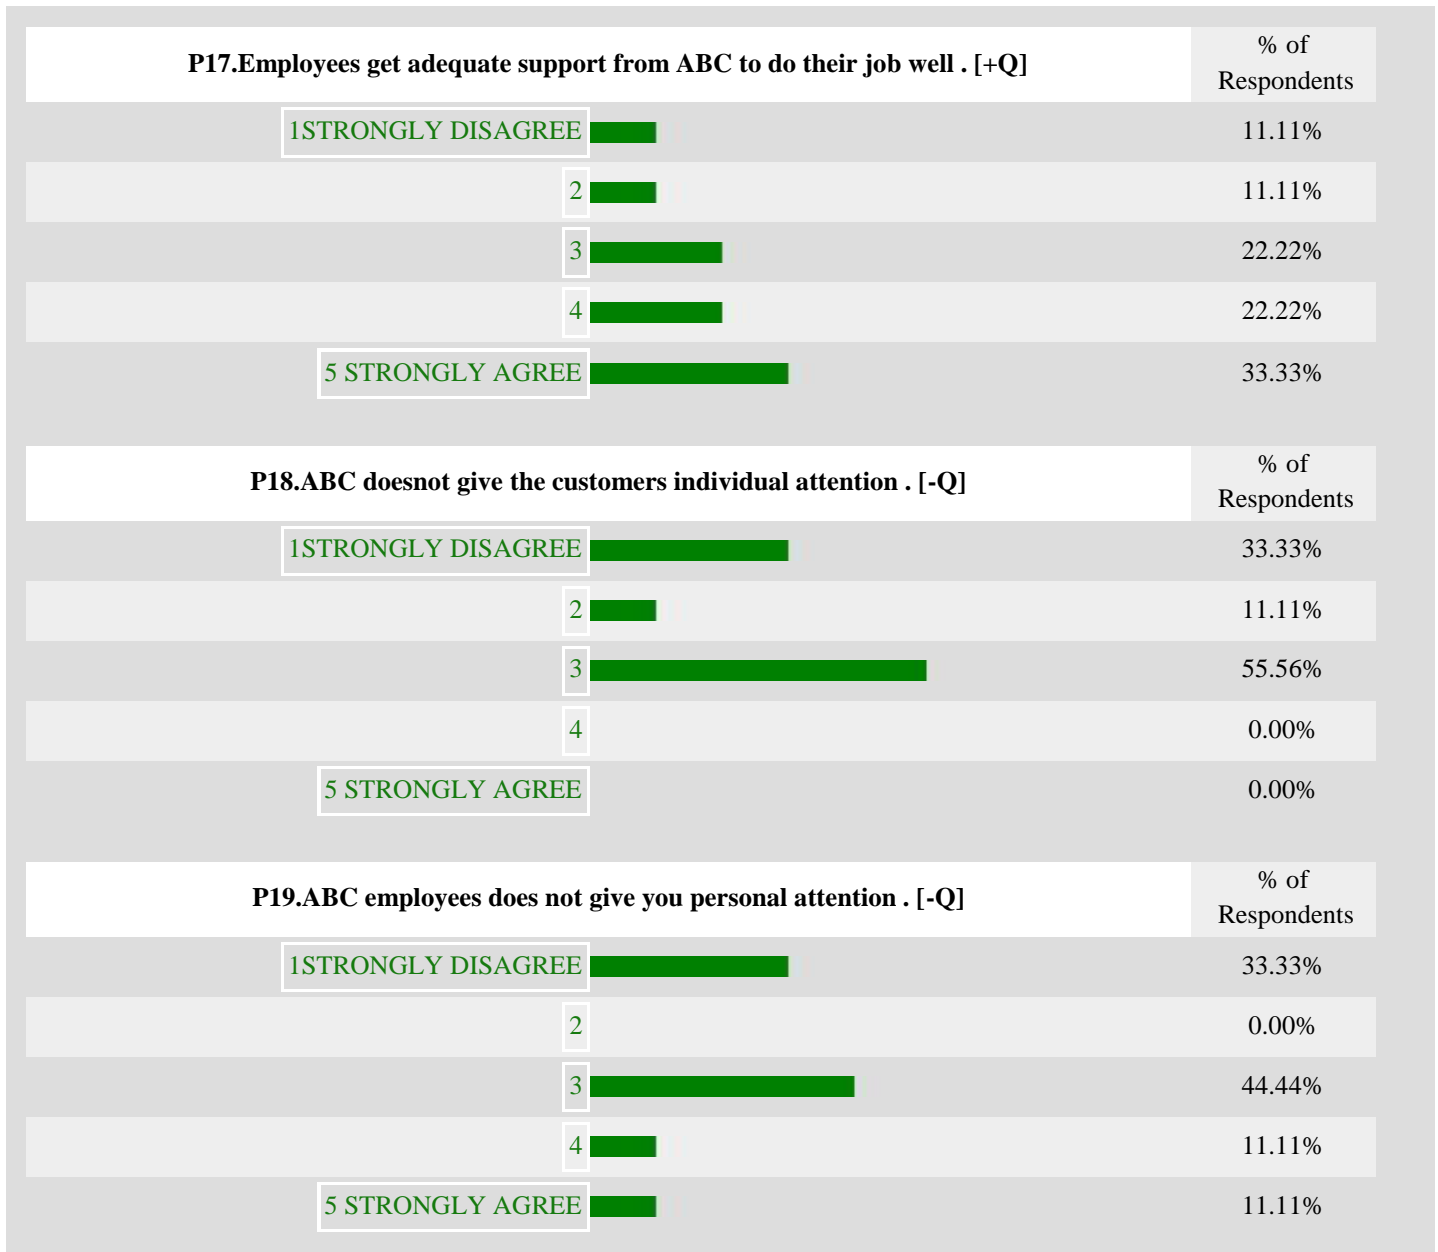 P17.Employees get adequate support from ABC to do their job well . [+Q]
% of
Respondents
1STRONGLY DISAGREE 11.11%
2 11.11%
3 22.22%
4 22.22%
5 STRONGLY AGREE 33.33%
P18.ABC doesnot give the customers individual attention . [-Q]
% of
Respondents
1STRONGLY DISAGREE 33.33%
2 11.11%
3 55.56%
4 0.00%
5 STRONGLY AGREE 0.00%
P19.ABC employees does not give you personal attention . [-Q]
% of
Respondents
1STRONGLY DISAGREE 33.33%
2 0.00%
3 44.44%
4 11.11%
5 STRONGLY AGREE 11.11%